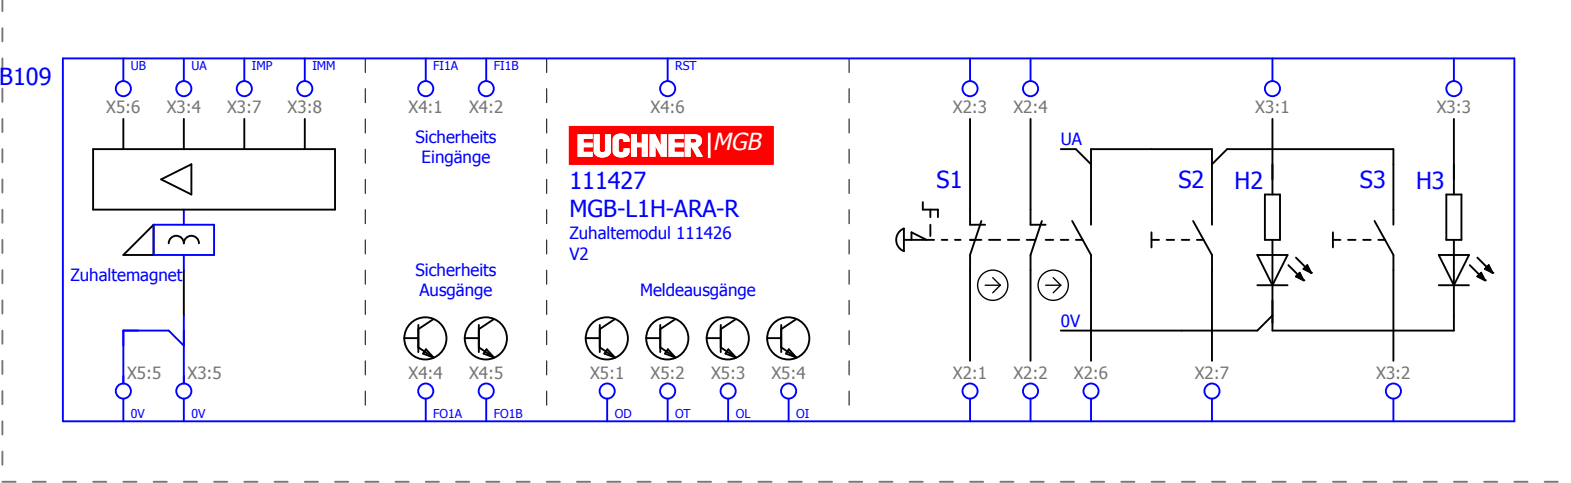 B109
UB UA IMP IMM FI1A FI1B RST
X5:6 X3:4 X3:7 X3:8 X4:1 X4:2 X4:6 X2:3 X2:4 X3:1 X3:3
Sicherheits
Eingänge
EUCHNER|MGB
111427
MGB-L1H-ARA-R
Zuhaltemodul 111426
V2
UA
S1 S2 H2 S3 H3
Zuhaltemagnet
Sicherheits
Ausgänge
Meldeausgänge
0V
X5:5 X3:5 X4:4 X4:5 X5:1 X5:2 X5:3 X5:4 X2:1 X2:2 X2:6 X2:7 X3:2
0V 0V FO1A FO1B OD OT OL OI